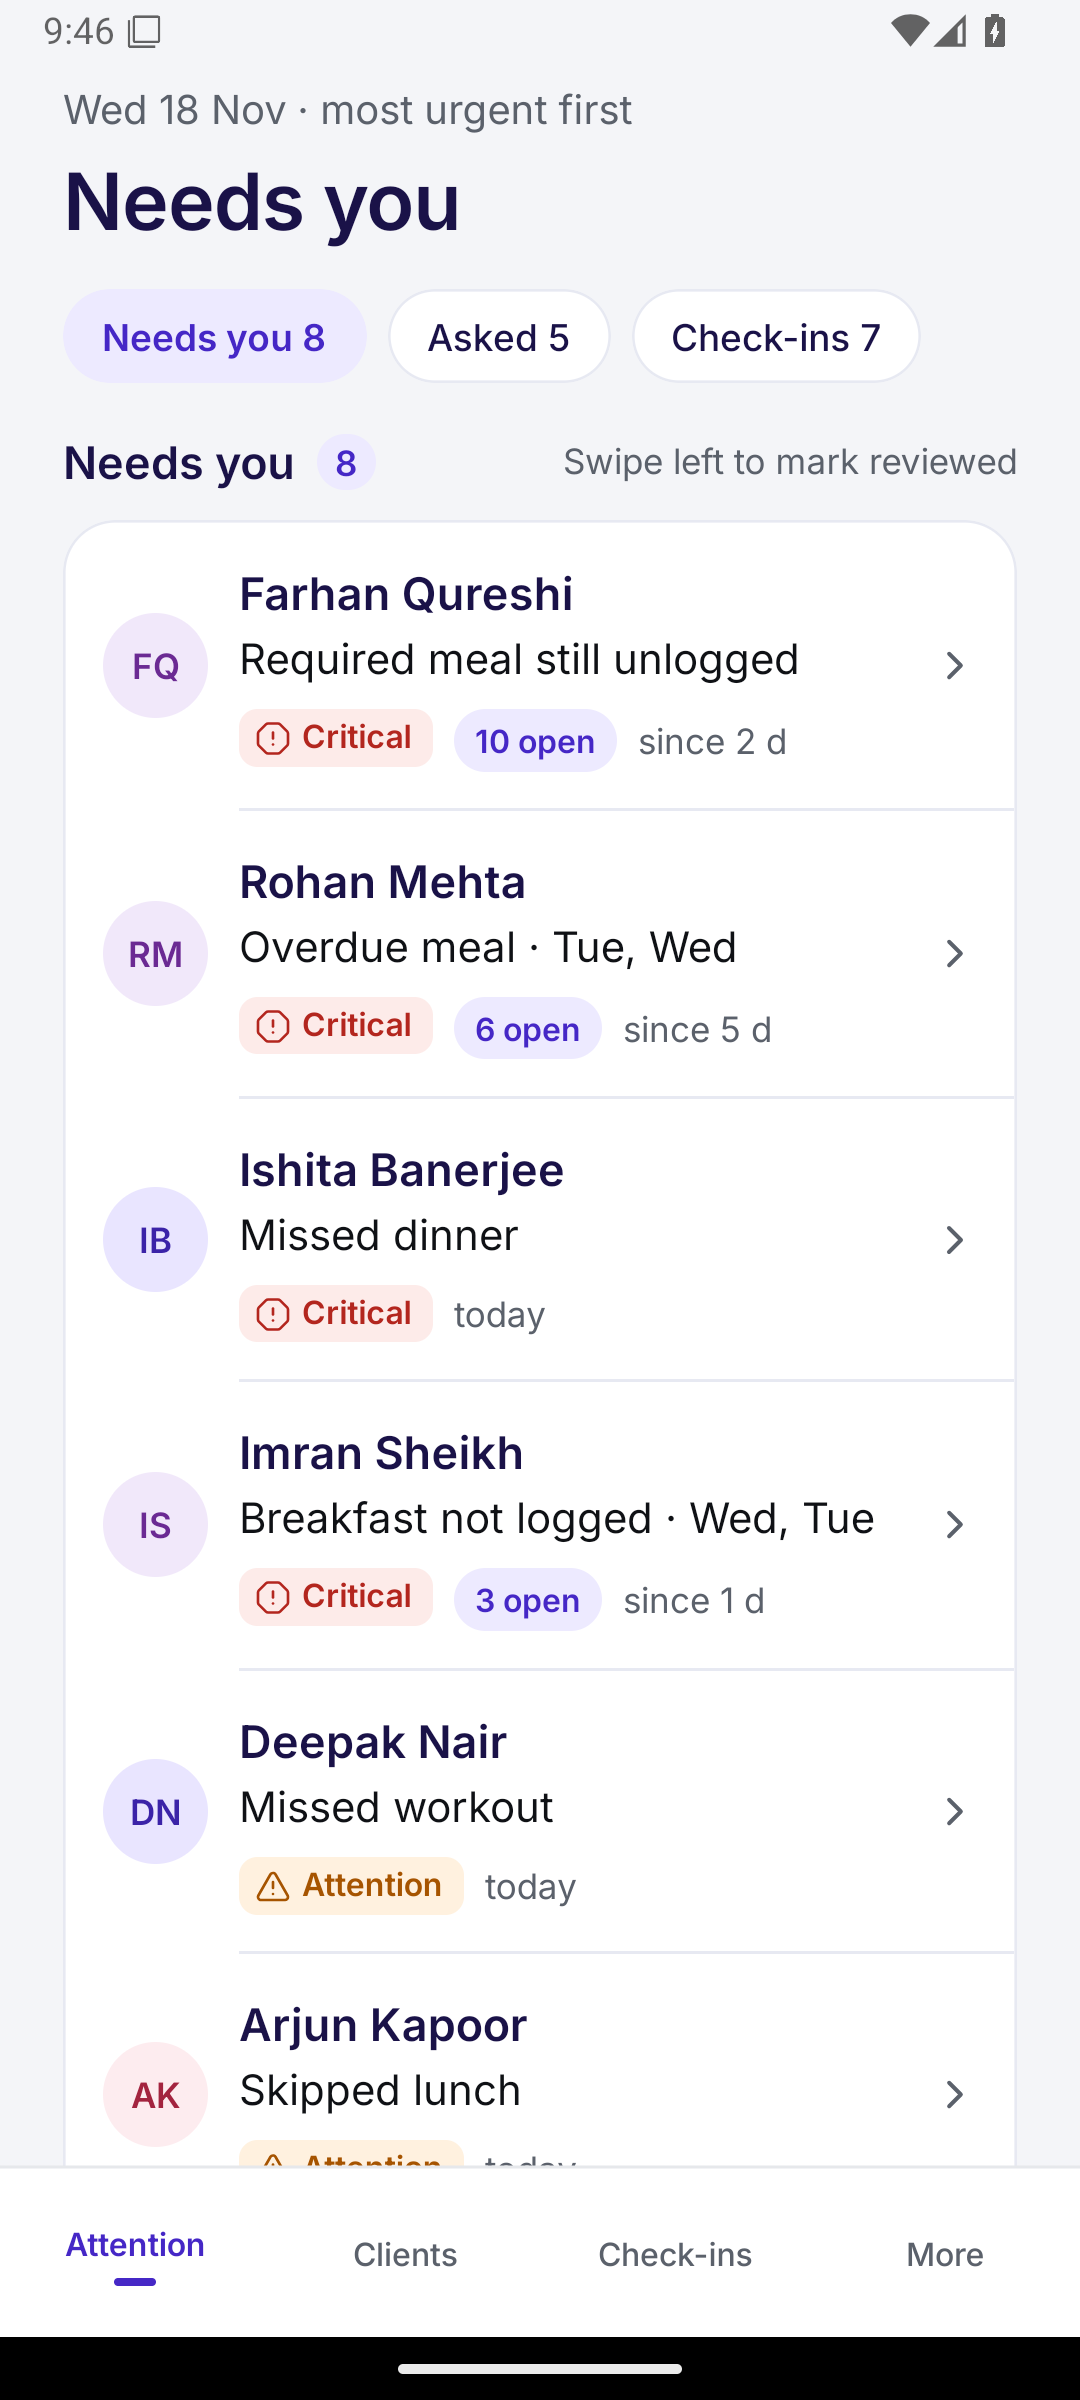 9:46
Wed 18 Nov · most urgent first
Needs you
Needs you 8
Asked 5
Check-ins 7
Needs you 8
Swipe left to mark reviewed
FQ
Farhan Qureshi
Required meal still unlogged
Critical
10 open
since 2 d
RM
Rohan Mehta
Overdue meal · Tue, Wed
Critical
6 open
since 5 d
IB
Ishita Banerjee
Missed dinner
Critical
today
IS
Imran Sheikh
Breakfast not logged · Wed, Tue
Critical
3 open
since 1 d
DN
Deepak Nair
Missed workout
Attention
today
AK
Arjun Kapoor
Skipped lunch
Attention
today
Attention
Clients
Check-ins
More